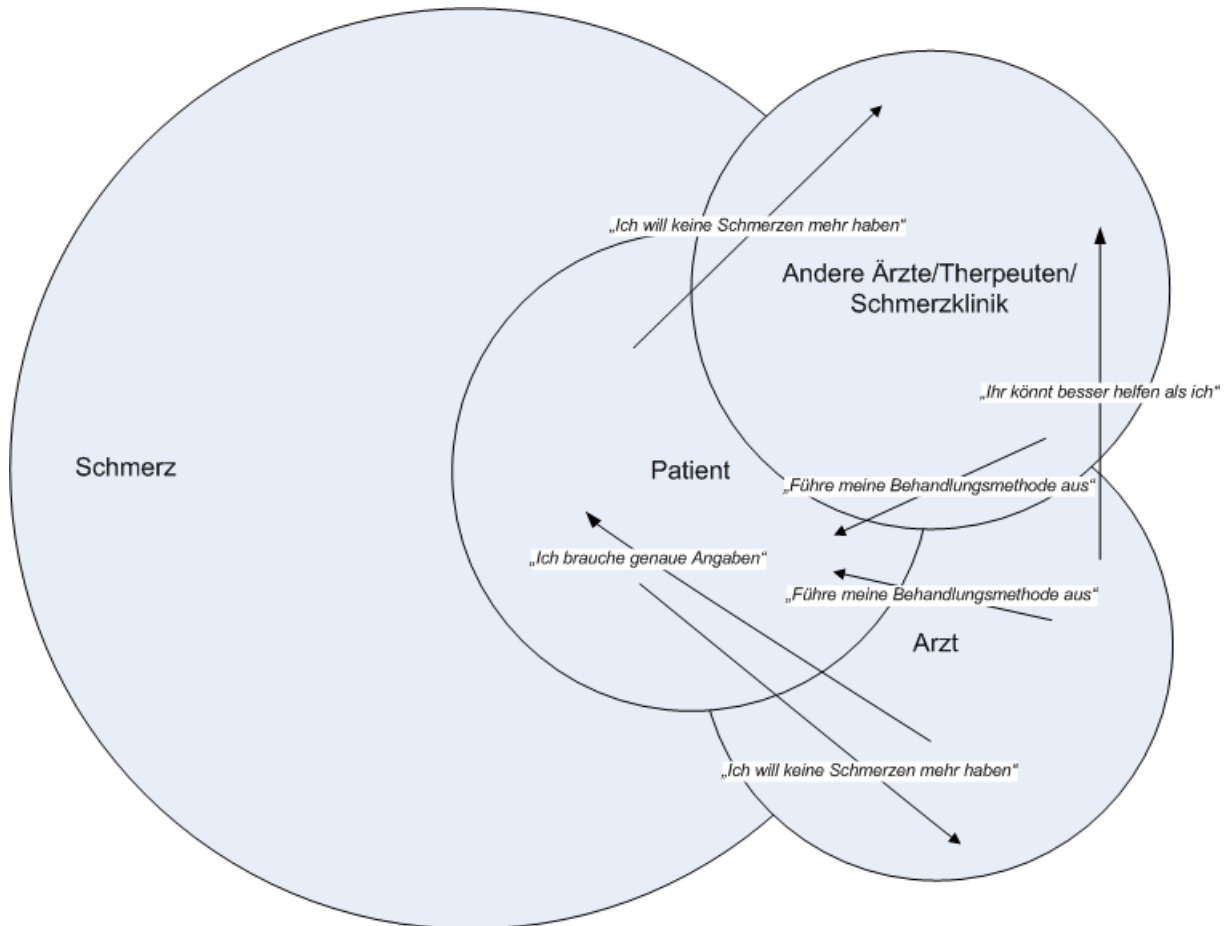 „Ich will keine Schmerzen mehr haben“
Andere Ärzte/Therpeuten/
Schmerzklinik
„Ihr könnt besser helfen als ich“
Schmerz
Patient
„Führe meine Behandlungsmethode aus“
„Ich brauche genaue Angaben“
„Führe meine Behandlungsmethode aus“
Arzt
„Ich will keine Schmerzen mehr haben“